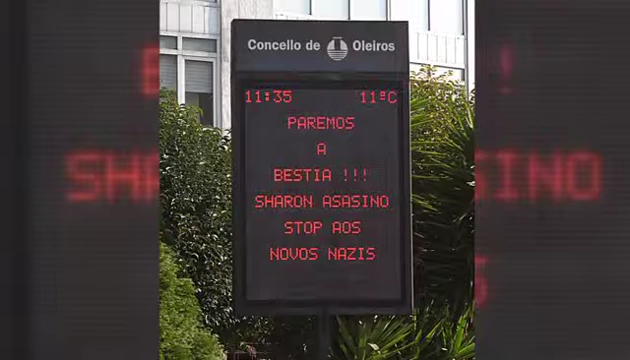 Concello de Oleiros
11:35 11ºC
PAREMOS
A
BESTIA !!!
SHARON ASASINO
STOP AOS
NOVOS NAZIS